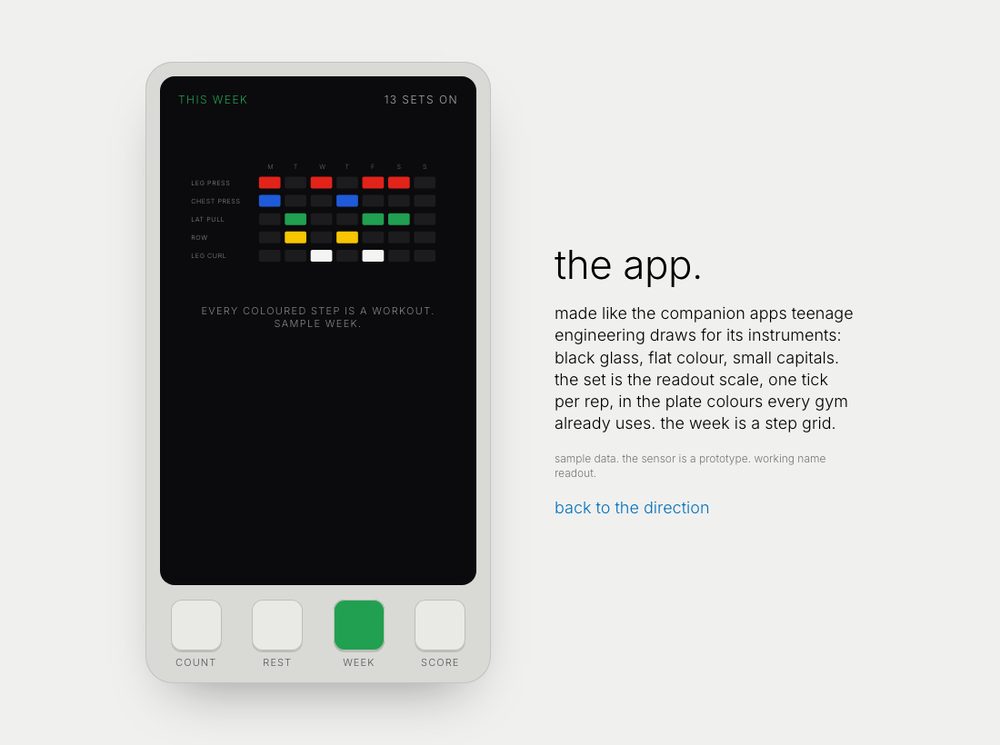 THIS WEEK
13 SETS ON
M T W T F S S
LEG PRESS
CHEST PRESS
LAT PULL
ROW
LEG CURL
EVERY COLOURED STEP IS A WORKOUT.
SAMPLE WEEK.
COUNT
REST
WEEK
SCORE
the app.
made like the companion apps teenage
engineering draws for its instruments:
black glass, flat colour, small capitals.
the set is the readout scale, one tick
per rep, in the plate colours every gym
already uses. the week is a step grid.
sample data. the sensor is a prototype. working name
readout.
back to the direction